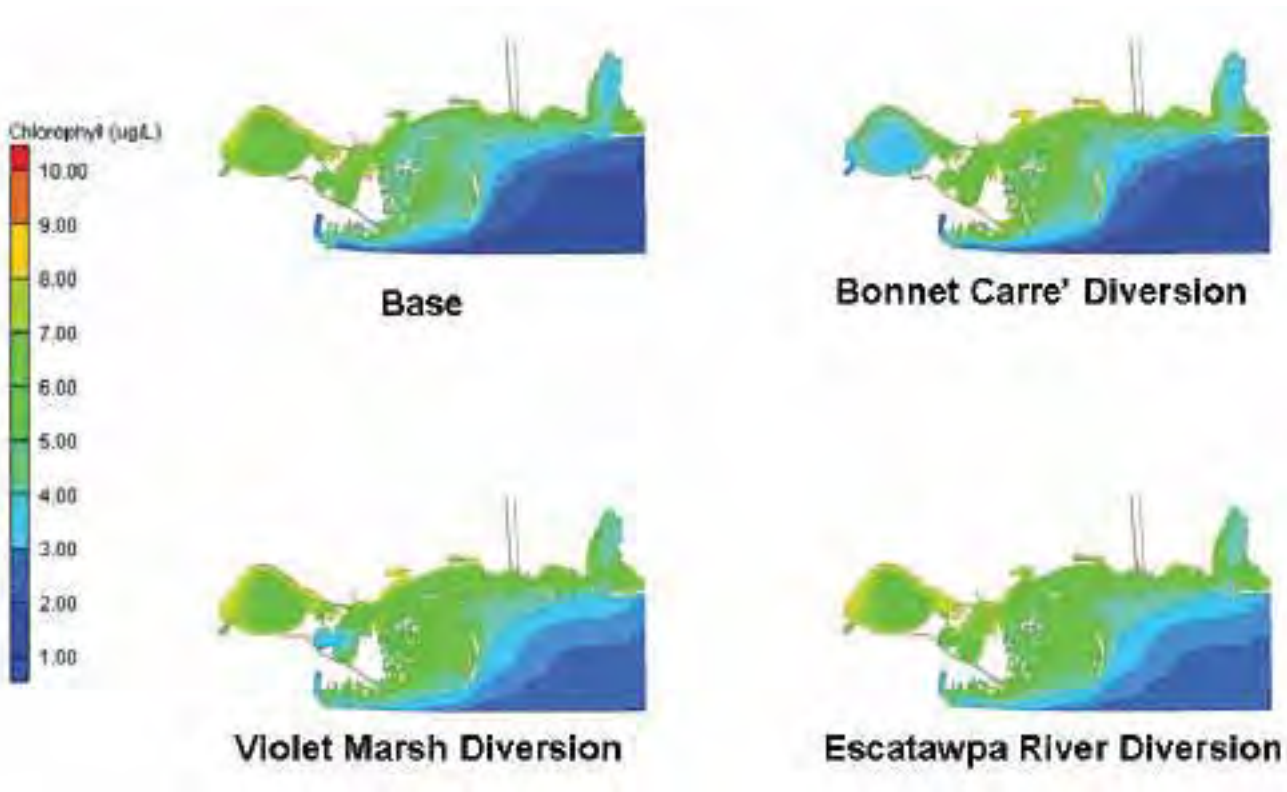 Chlorophyll (ug/L)
10.00
9.00
8.00
7.00
6.00
5.00
4.00
3.00
2.00
1.00
Base
Bonnet Carre’ Diversion
Violet Marsh Diversion
Escatawpa River Diversion